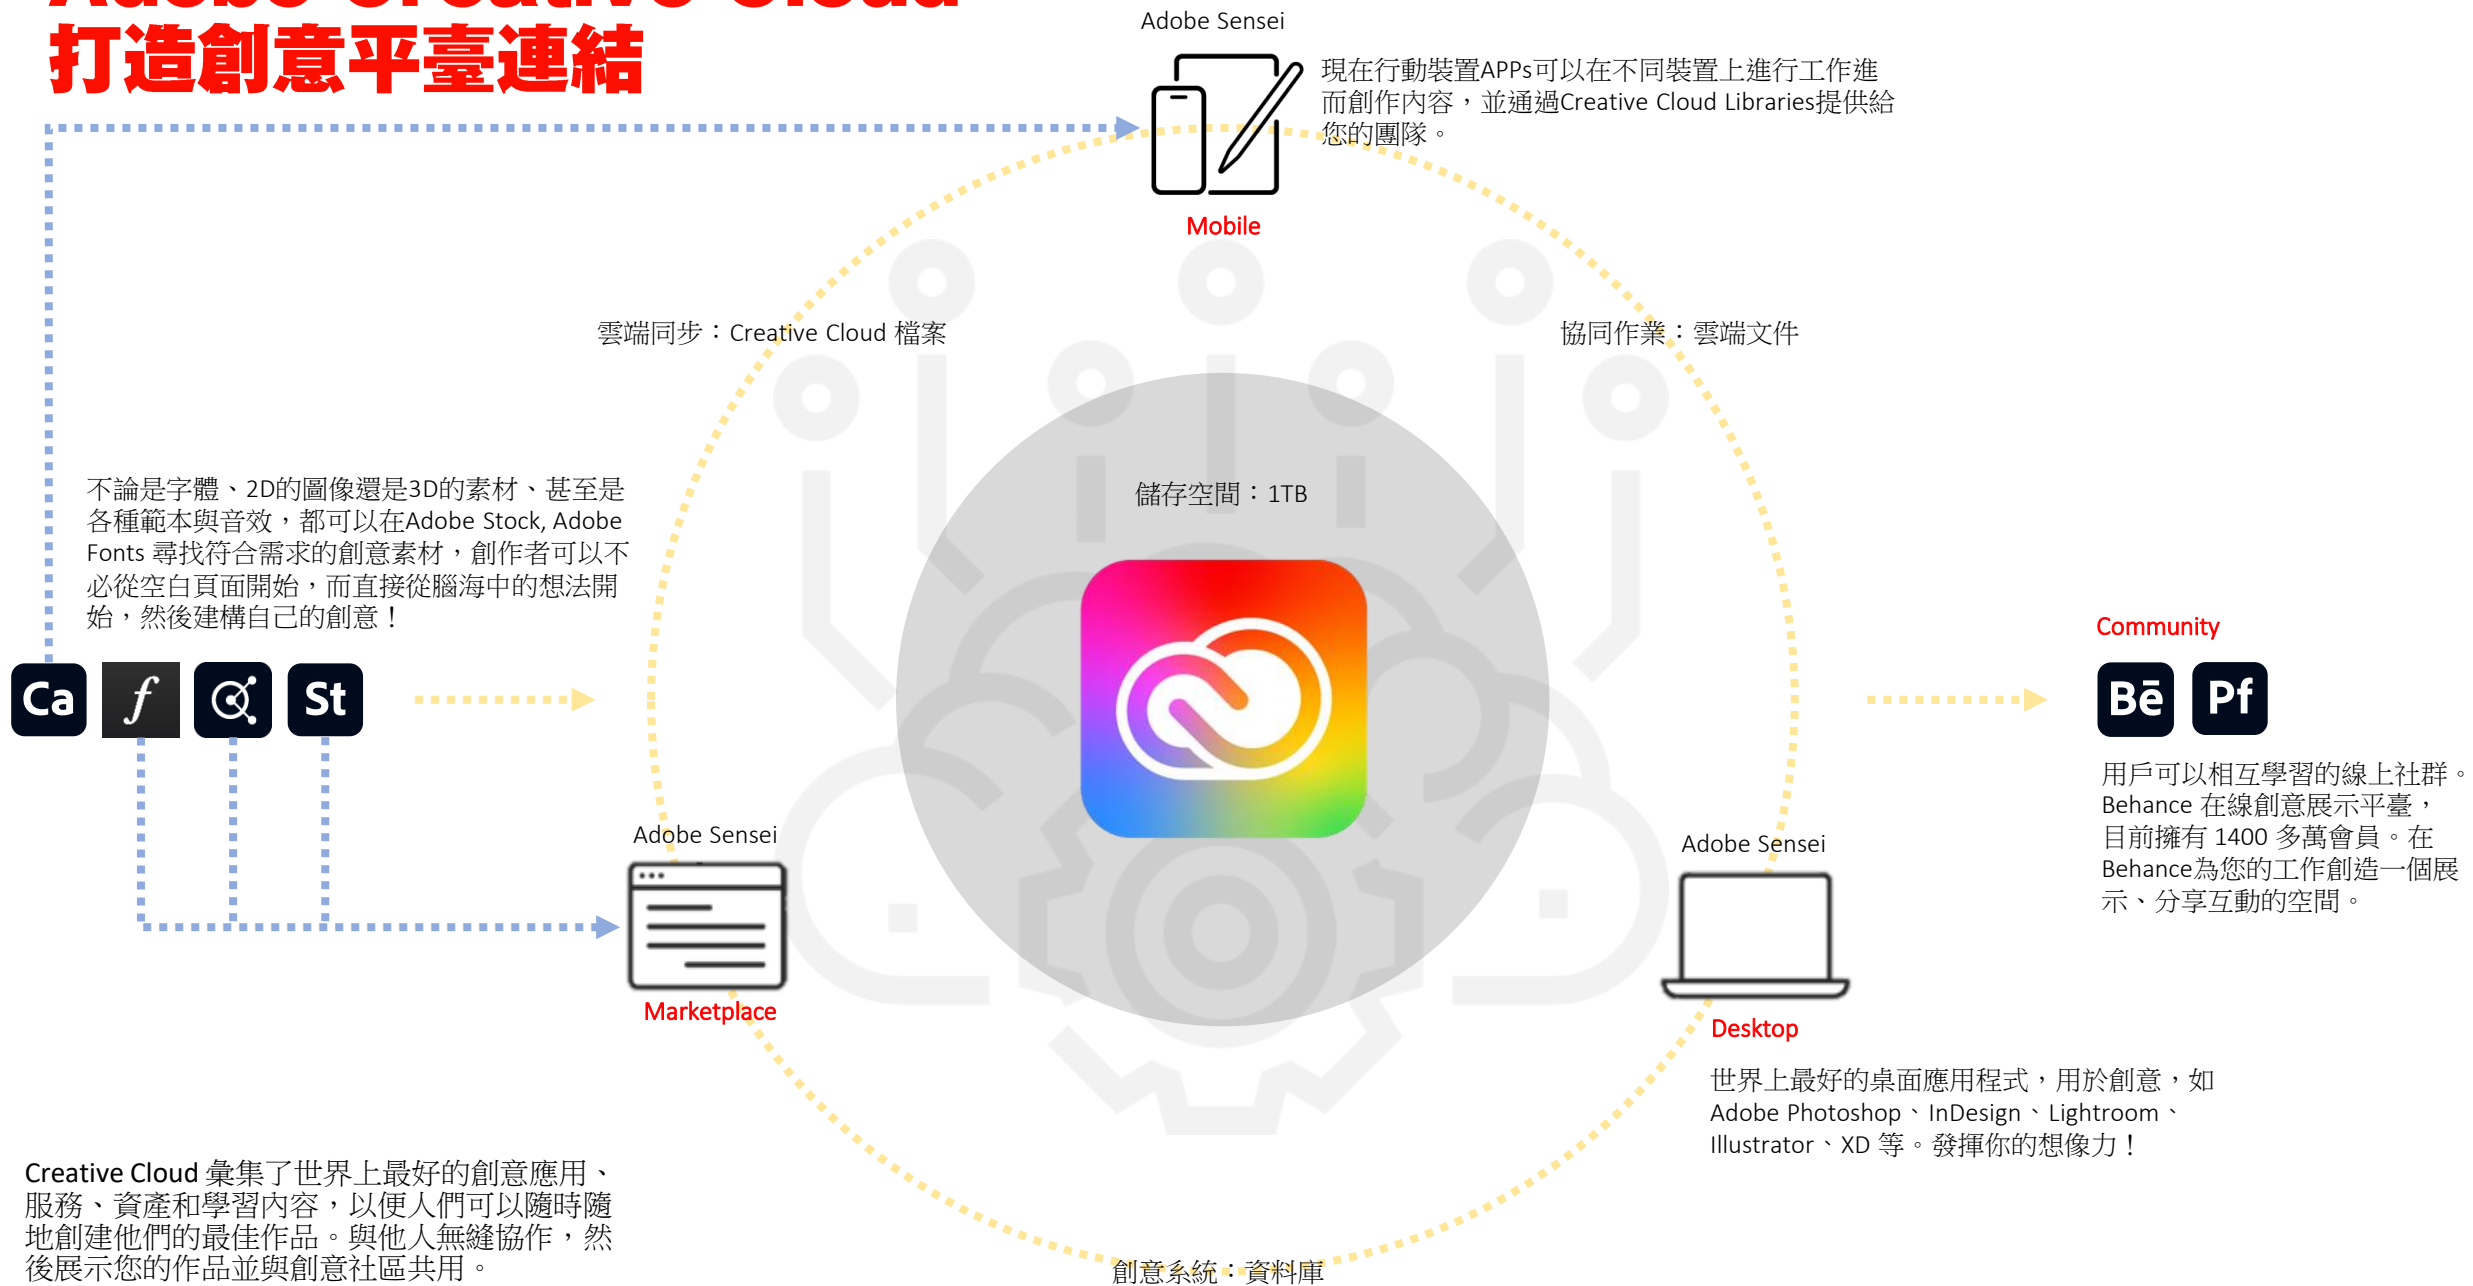 Adobe Creative Cloud
打造創意平臺連結
Adobe Sensei
現在行動裝置APPs可以在不同裝置上進行工作進
而創作內容，並通過Creative Cloud Libraries提供給
您的團隊。
Mobile
雲端同步：Creative Cloud 檔案
協同作業：雲端文件
不論是字體、2D的圖像還是3D的素材、甚至是
各種範本與音效，都可以在Adobe Stock, Adobe
Fonts 尋找符合需求的創意素材，創作者可以不
必從空白頁面開始，而直接從腦海中的想法開
始，然後建構自己的創意！
儲存空間：1TB
Ca
f
St
Community
Bē
Pf
用戶可以相互學習的線上社群。
Behance 在線創意展示平臺，
目前擁有 1400 多萬會員。在
Behance為您的工作創造一個展
示、分享互動的空間。
Adobe Sensei
Marketplace
Adobe Sensei
Desktop
世界上最好的桌面應用程式，用於創意，如
Adobe Photoshop、InDesign、Lightroom、
Illustrator、XD 等。發揮你的想像力！
Creative Cloud 彙集了世界上最好的創意應用、
服務、資產和學習內容，以便人們可以隨時隨
地創建他們的最佳作品。與他人無縫協作，然
後展示您的作品並與創意社區共用。
創意系統：資料庫